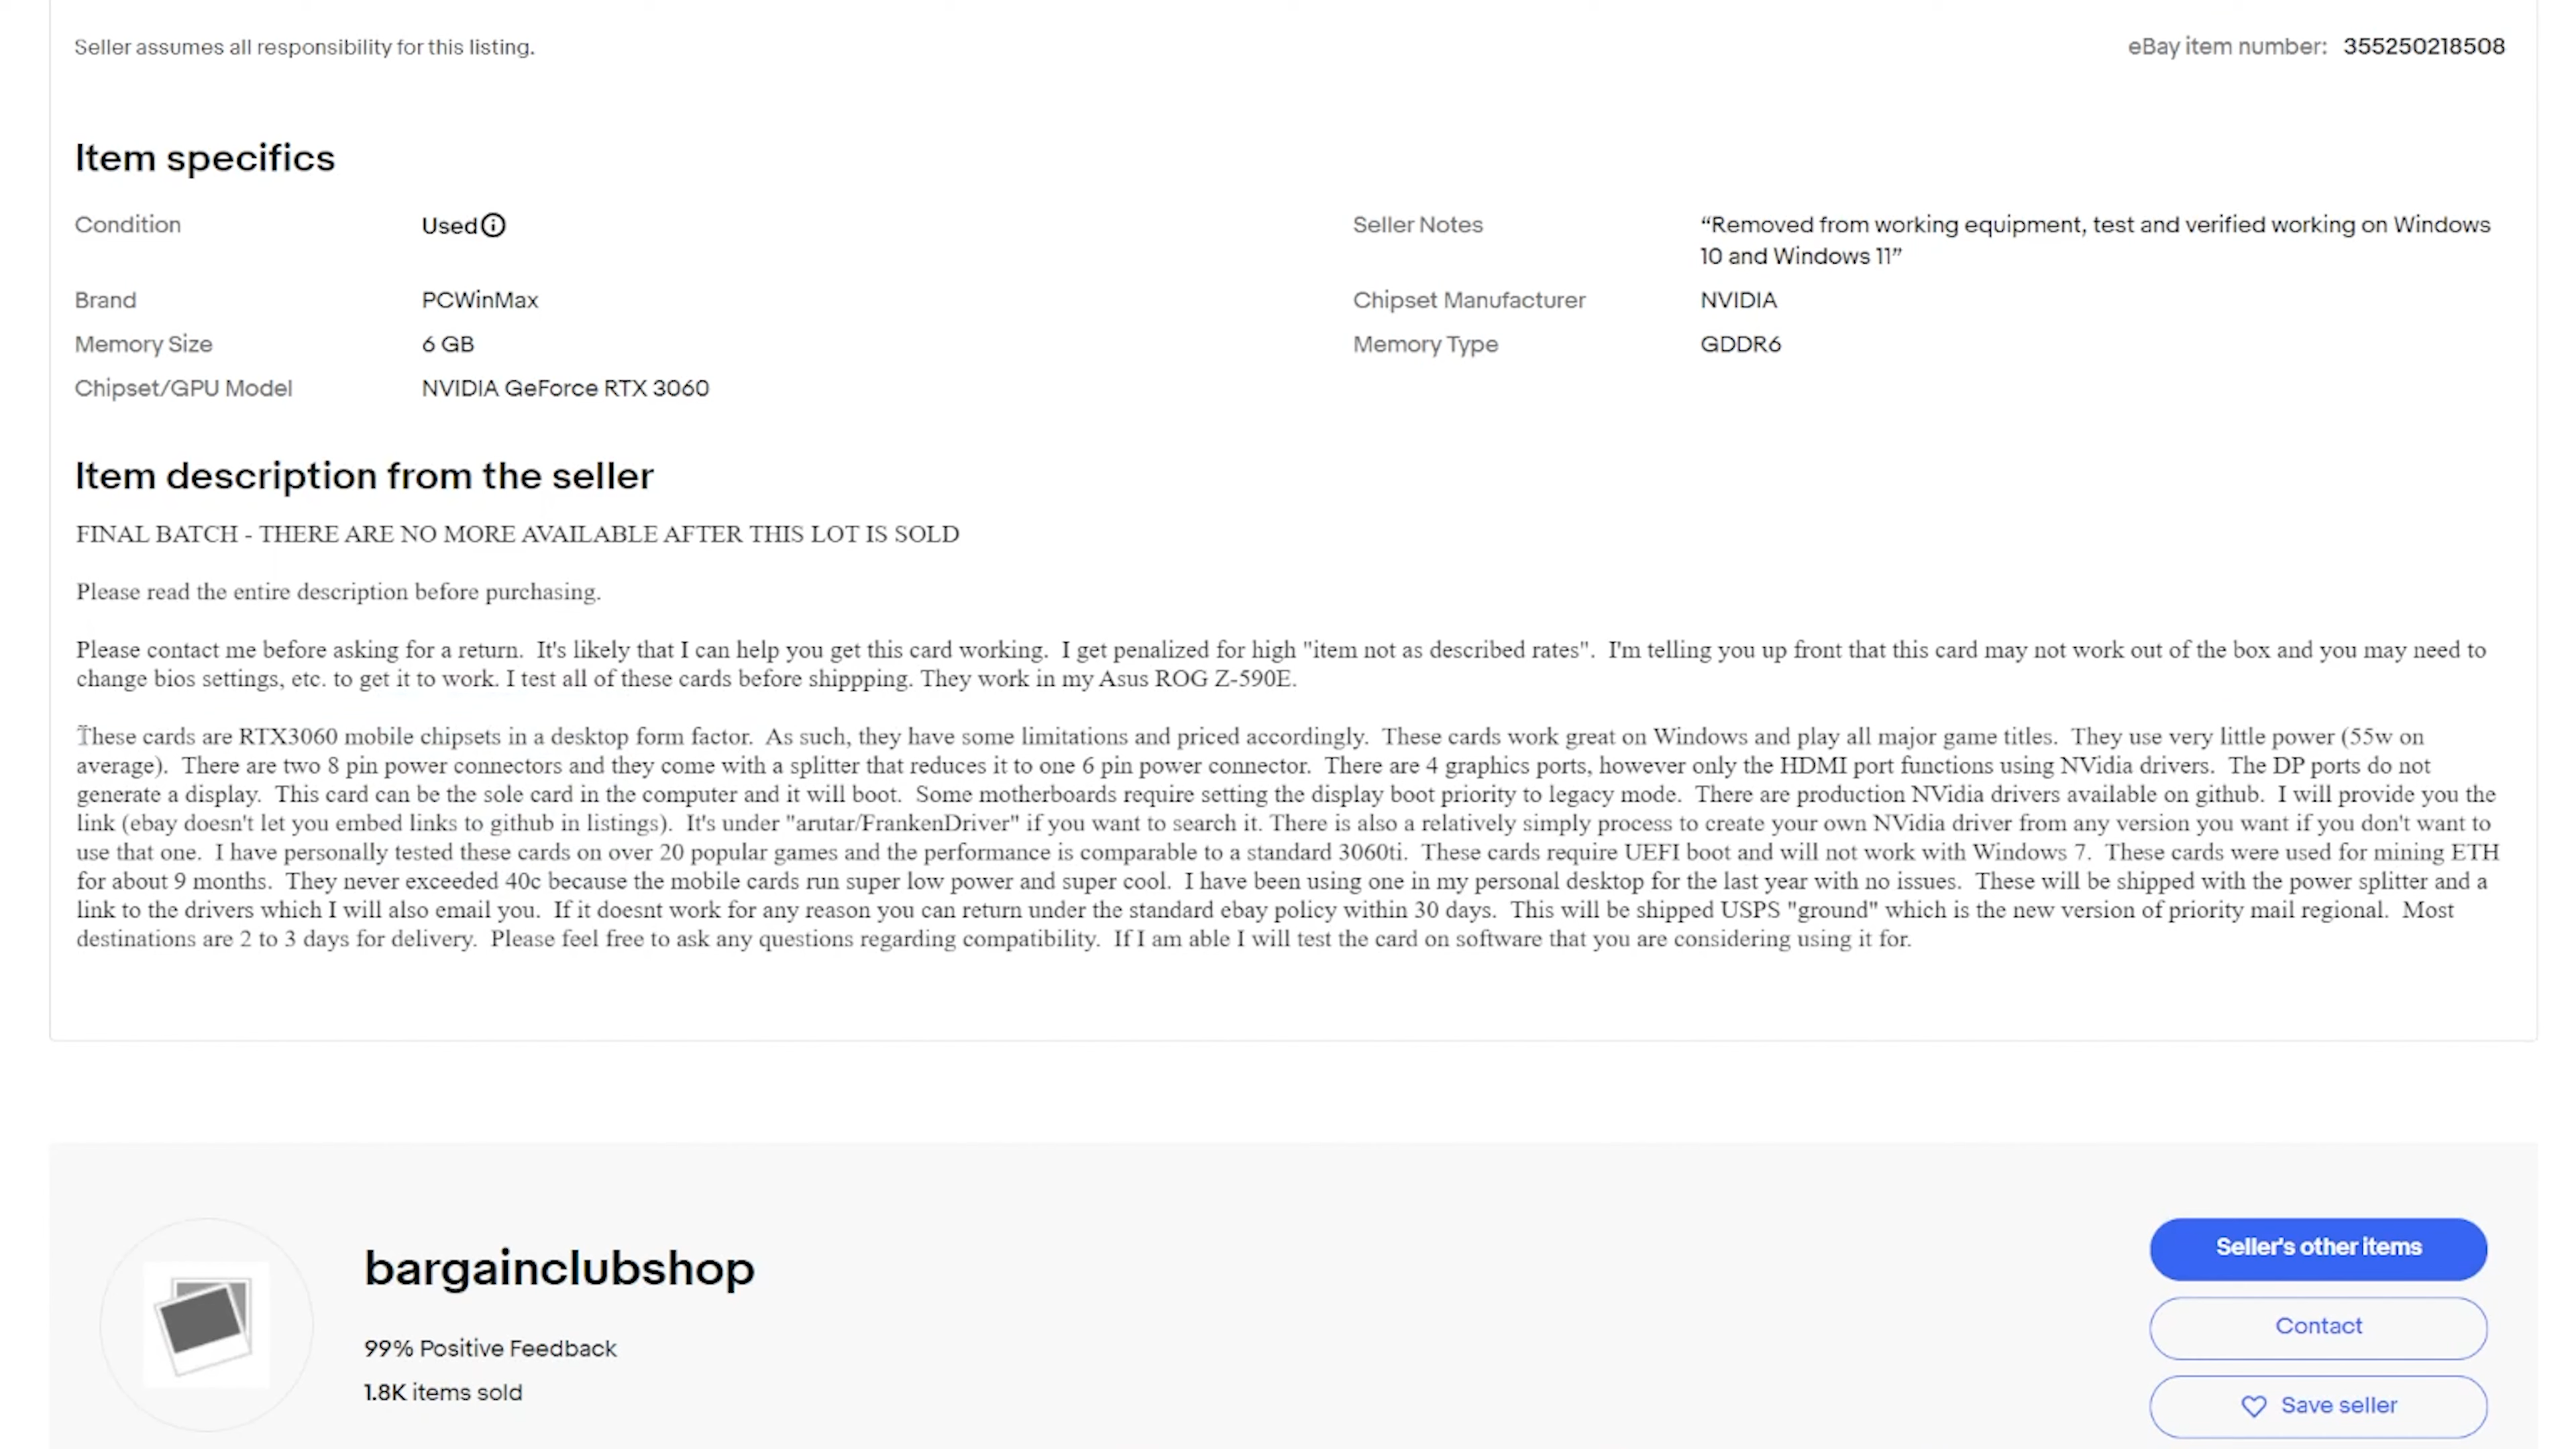 Seller assumes all responsibility for this listing.
eBay item number: 355250218508
Item specifics
Condition
Used
Seller Notes
“Removed from working equipment, test and verified working on Windows
10 and Windows 11”
Brand
PCWinMax
Chipset Manufacturer
NVIDIA
Memory Size
6 GB
Memory Type
GDDR6
Chipset/GPU Model
NVIDIA GeForce RTX 3060
Item description from the seller
FINAL BATCH - THERE ARE NO MORE AVAILABLE AFTER THIS LOT IS SOLD
Please read the entire description before purchasing.
Please contact me before asking for a return. It's likely that I can help you get this card working. I get penalized for high "item not as described rates". I'm telling you up front that this card may not work out of the box and you may need to
change bios settings, etc. to get it to work. I test all of these cards before shippping. They work in my Asus ROG Z-590E.
These cards are RTX3060 mobile chipsets in a desktop form factor. As such, they have some limitations and priced accordingly. These cards work great on Windows and play all major game titles. They use very little power (55w on
average). There are two 8 pin power connectors and they come with a splitter that reduces it to one 6 pin power connector. There are 4 graphics ports, however only the HDMI port functions using NVidia drivers. The DP ports do not
generate a display. This card can be the sole card in the computer and it will boot. Some motherboards require setting the display boot priority to legacy mode. There are production NVidia drivers available on github. I will provide you the
link (ebay doesn't let you embed links to github in listings). It's under "arutar/FrankenDriver" if you want to search it. There is also a relatively simply process to create your own NVidia driver from any version you want if you don't want to
use that one. I have personally tested these cards on over 20 popular games and the performance is comparable to a standard 3060ti. These cards require UEFI boot and will not work with Windows 7. These cards were used for mining ETH
for about 9 months. They never exceeded 40c because the mobile cards run super low power and super cool. I have been using one in my personal desktop for the last year with no issues. These will be shipped with the power splitter and a
link to the drivers which I will also email you. If it doesnt work for any reason you can return under the standard ebay policy within 30 days. This will be shipped USPS "ground" which is the new version of priority mail regional. Most
destinations are 2 to 3 days for delivery. Please feel free to ask any questions regarding compatibility. If I am able I will test the card on software that you are considering using it for.
bargainclubshop
99% Positive Feedback
1.8K items sold
Seller's other items
Contact
Save seller